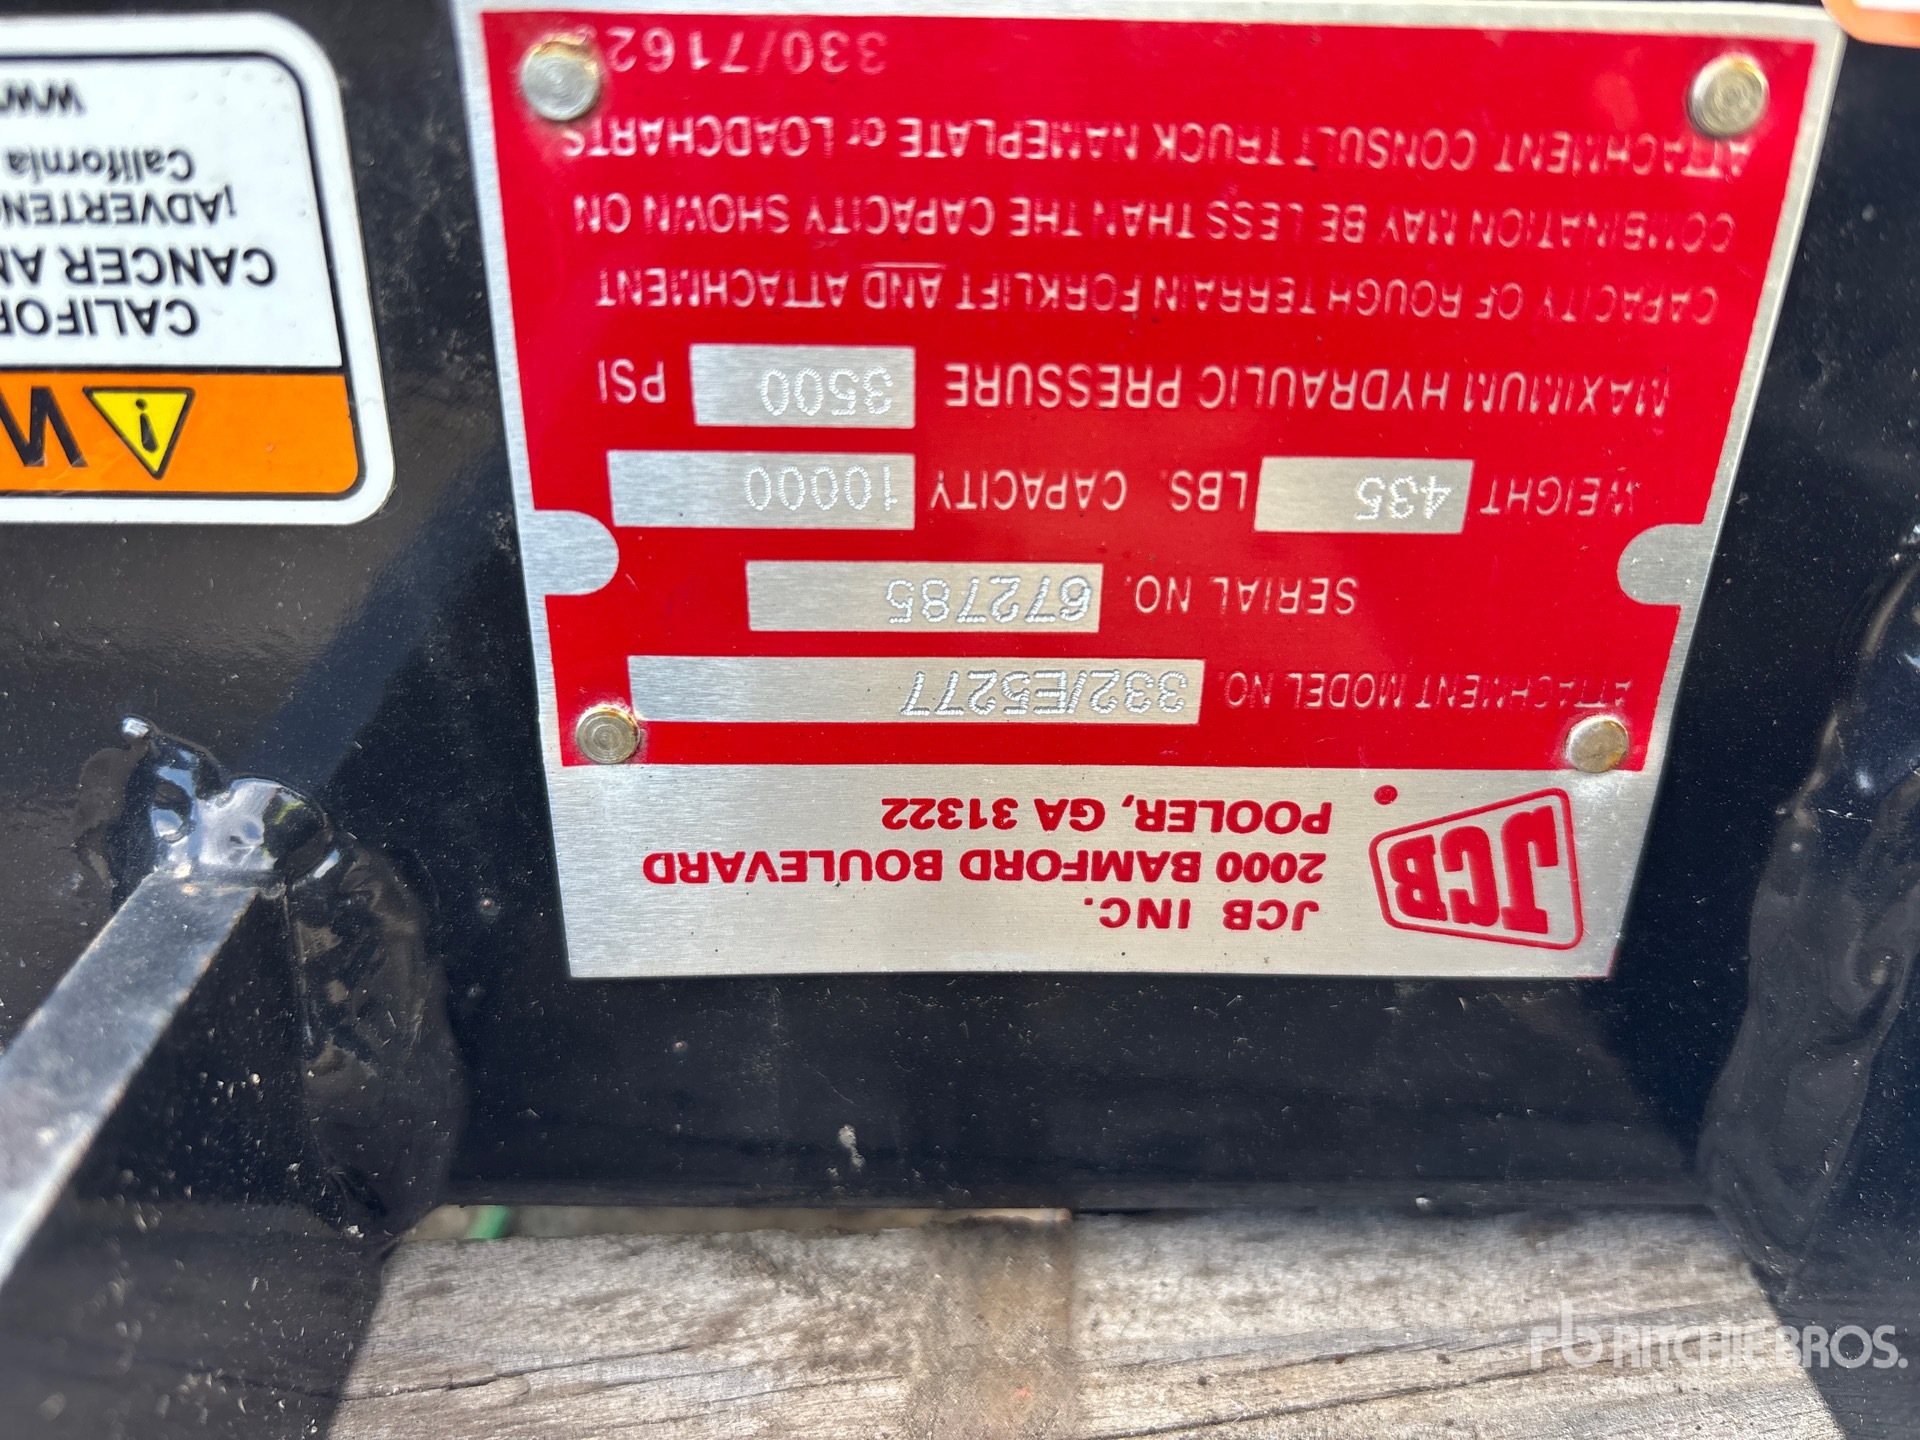 JCB
JCB INC.
2000 BAMFORD BOULEVARD
POOLER, GA 31322
ATTACHMENT MODEL NO. 332/E5277
SERIAL NO. 672785
WEIGHT 435 LBS. CAPACITY 10000
MAXIMUM HYDRAULIC PRESSURE 3500 PSI
CAPACITY OF ROUGH TERRAIN FORKLIFT AND ATTACHMENT
COMBINATION MAY BE LESS THAN THE CAPACITY SHOWN ON
ATTACHMENT CONSULT TRUCK NAMEPLATE or LOADCHARTS
330/7162
W
CALIFOR
CANCER AN
¡ADVERTENC
California
www
rb RITCHIE BROS.